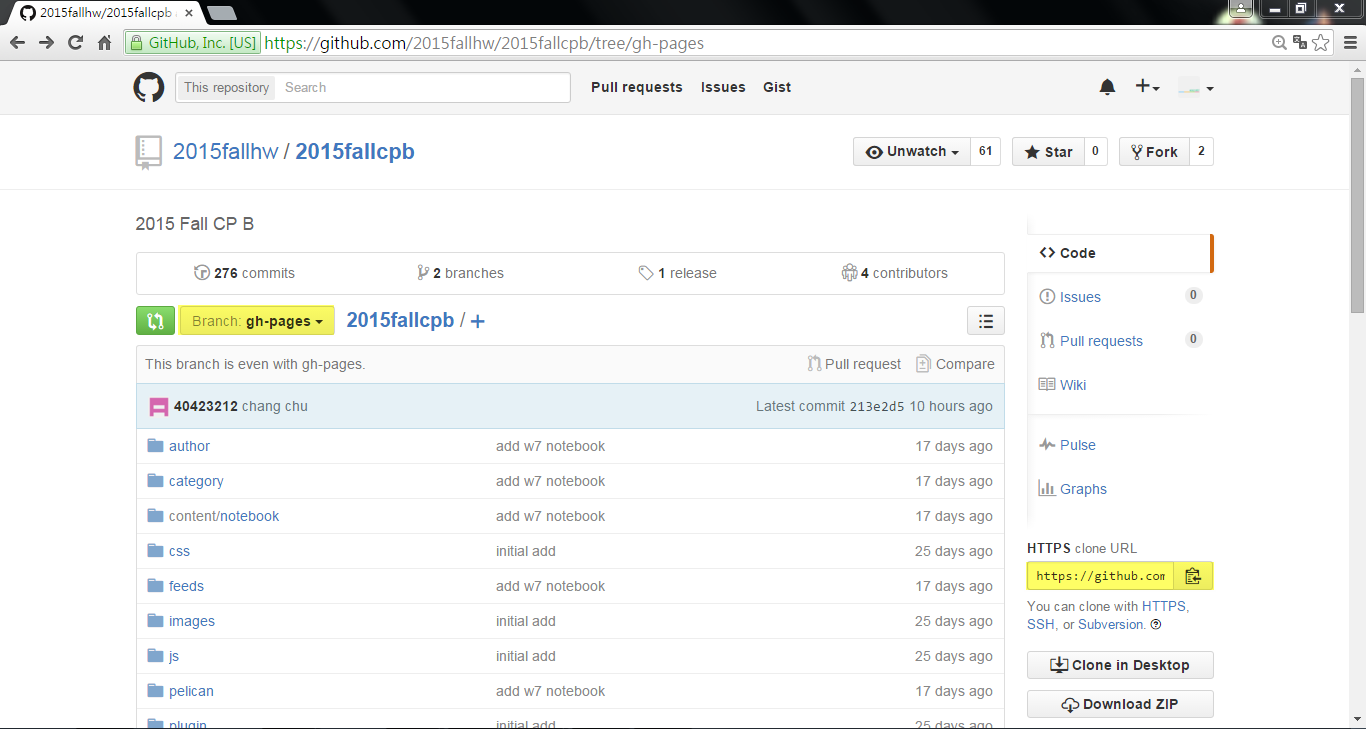 2015fallhw/2015fallcpb
GitHub, Inc. [US] https://github.com/2015fallhw/2015fallcpb/tree/gh-pages
This repository Search Pull requests Issues Gist
2015fallhw / 2015fallcpb Unwatch 61 Star 0 Fork 2
2015 Fall CP B
276 commits 2 branches 1 release 4 contributors
Branch: gh-pages 2015fallcpb / +
This branch is even with gh-pages. Pull request Compare
40423212 chang chu Latest commit 213e2d5 10 hours ago
author add w7 notebook 17 days ago
category add w7 notebook 17 days ago
content/notebook add w7 notebook 17 days ago
css initial add 25 days ago
feeds add w7 notebook 17 days ago
images initial add 25 days ago
js initial add 25 days ago
pelican add w7 notebook 17 days ago
plugin initial add 25 days ago
Code
Issues 0
Pull requests 0
Wiki
Pulse
Graphs
HTTPS clone URL
https://github.com
You can clone with HTTPS,
SSH, or Subversion.
Clone in Desktop
Download ZIP